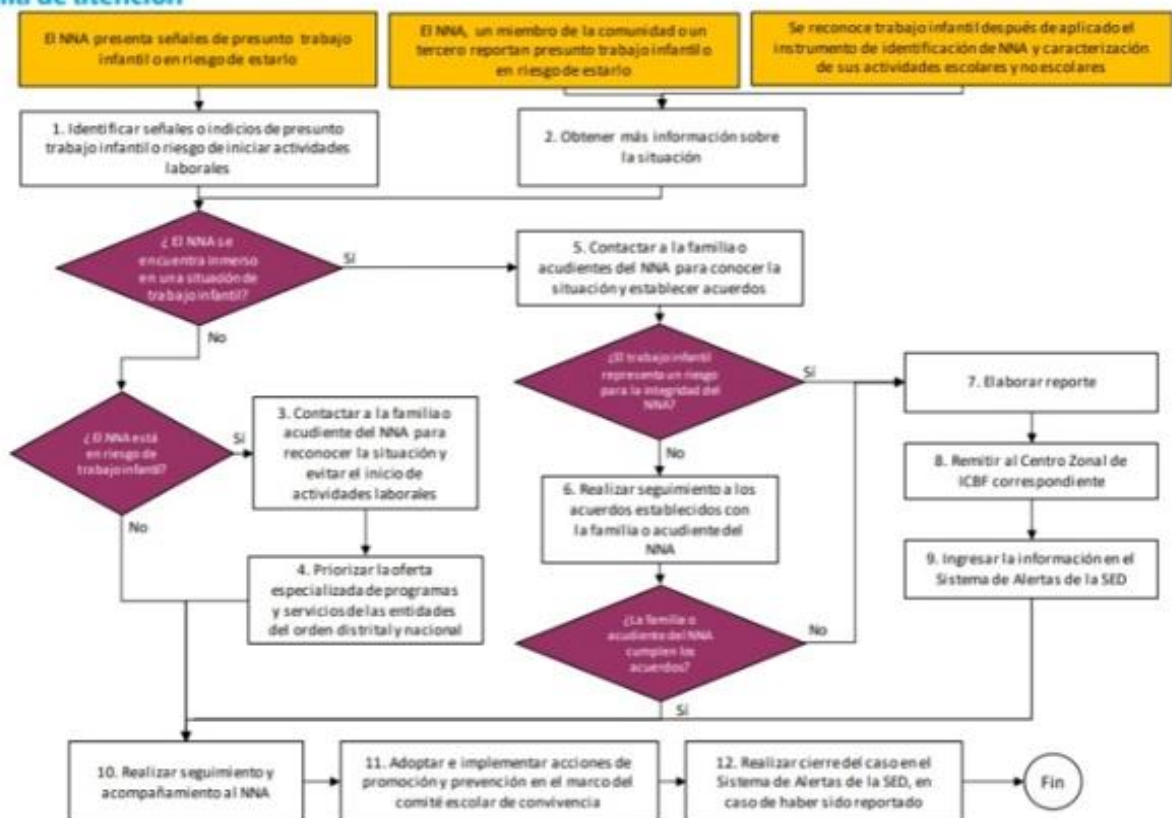 de atención
El NNA presenta señales de presunto trabajo
infantil o en riesgo de estarlo
El NNA, un miembro de la comunidad o un
tercero reportan presunto trabajo infantil o
en riesgo de estarlo
Se reconoce trabajo infantil después de aplicado el
instrumento de identificación de NNA y caracterización
de sus actividades escolares y no escolares
1. Identificar señales o indicios de presunto
trabajo infantil o riesgo de iniciar actividades
laborales
2. Obtener más información sobre
la situación
¿El NNA se
encuentra inmerso
en una situación de
trabajo infantil?
Sí
No
5. Contactar a la familia o
acudientes del NNA para conocer la
situación y establecer acuerdos
¿El trabajo infantil
representa un riesgo
para la integridad del
NNA?
Sí
No
7. Elaborar reporte
¿El NNA está
en riesgo de
trabajo infantil?
Sí
No
3. Contactar a la familia o
acudiente del NNA para
reconocer la situación y
evitar el inicio de
actividades laborales
8. Remitir al Centro Zonal de
ICBF correspondiente
6. Realizar seguimiento a los
acuerdos establecidos con
la familia o acudiente del
NNA
9. Ingresar la información en el
Sistema de Alertas de la SED
4. Priorizar la oferta
especializada de programas
y servicios de las entidades
del orden distrital y nacional
¿La familia o
acudiente del NNA
cumplen los
acuerdos?
No
Sí
10. Realizar seguimiento y
acompañamiento al NNA
11. Adoptar e implementar acciones de
promoción y prevención en el marco del
comité escolar de convivencia
12. Realizar cierre del caso en el
Sistema de Alertas de la SED, en
caso de haber sido reportado
Fin